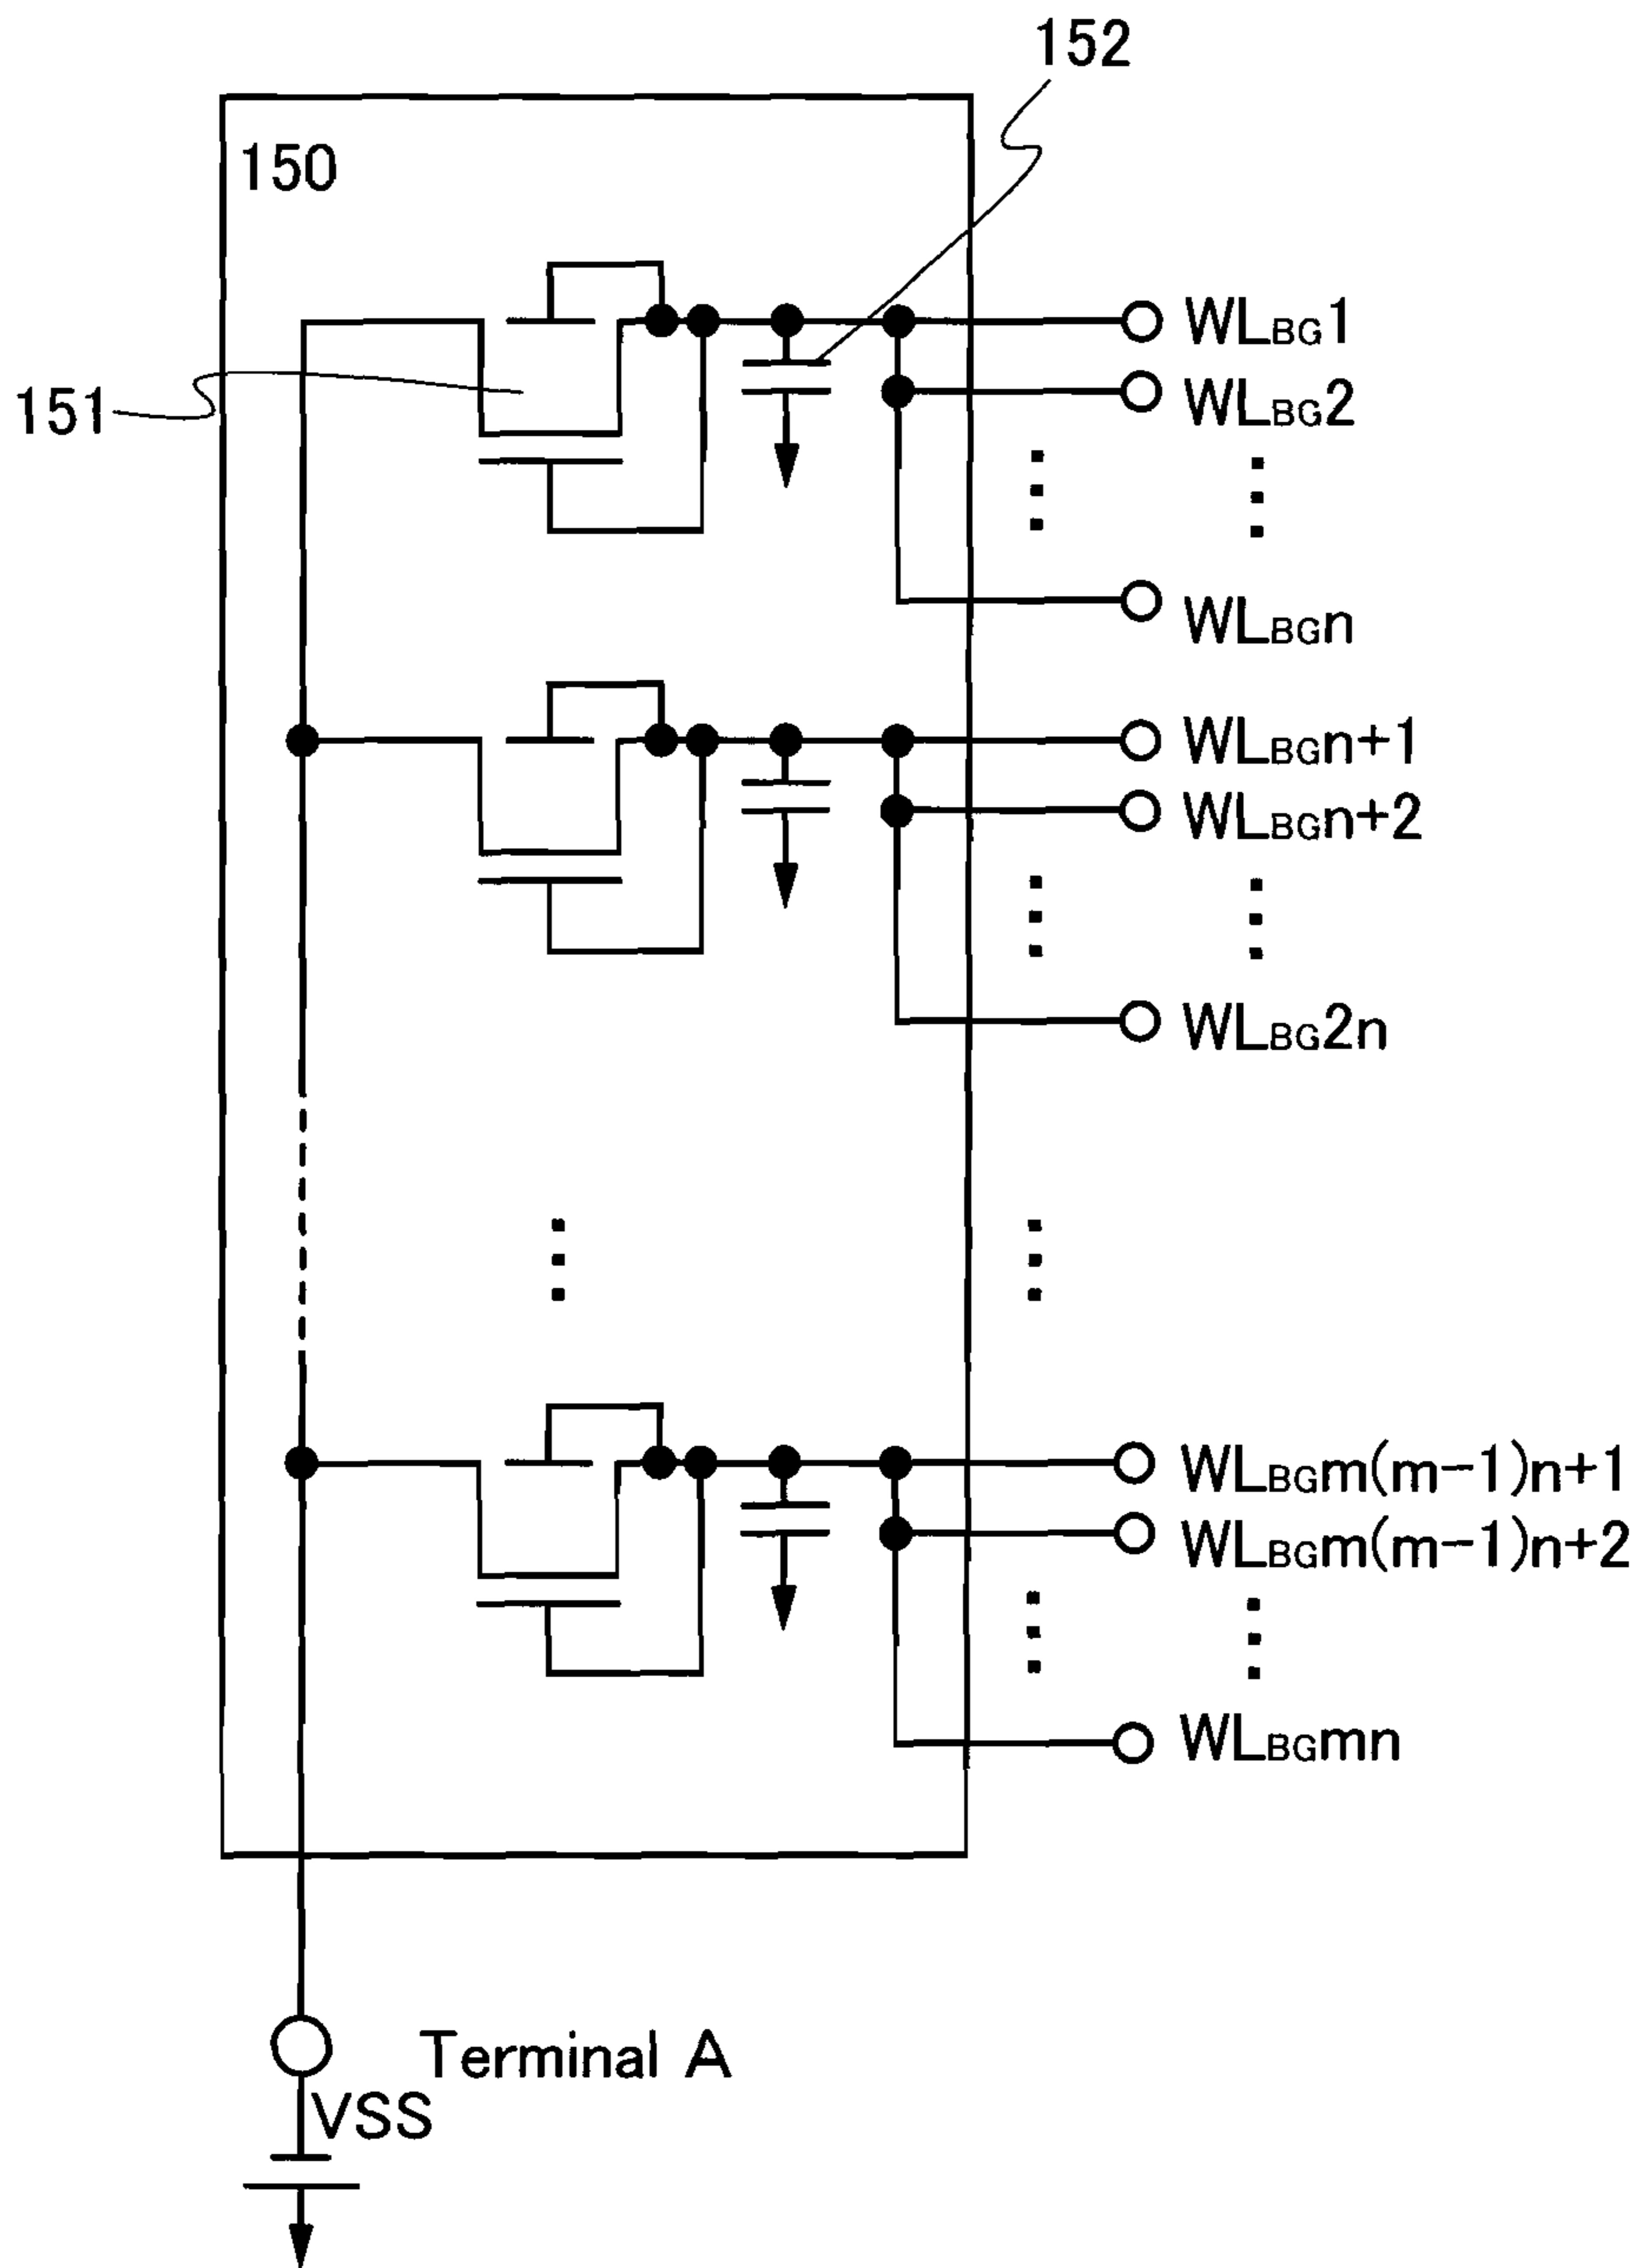 152
150
WLBG1
151
WLBG2
WLBGn
WLBGn+1
WLBGn+2
WLBG2n
WLBGm(m-1)n+1
WLBGm(m-1)n+2
WLBGmn
Terminal A
VSS